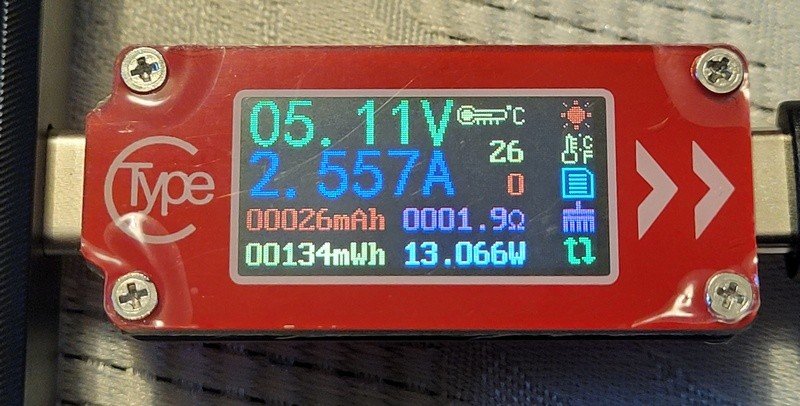 Type C
05.11V
°C
2.557A
26
°C °F
0
00026mAh 0001.9Ω
00134mWh 13.066W